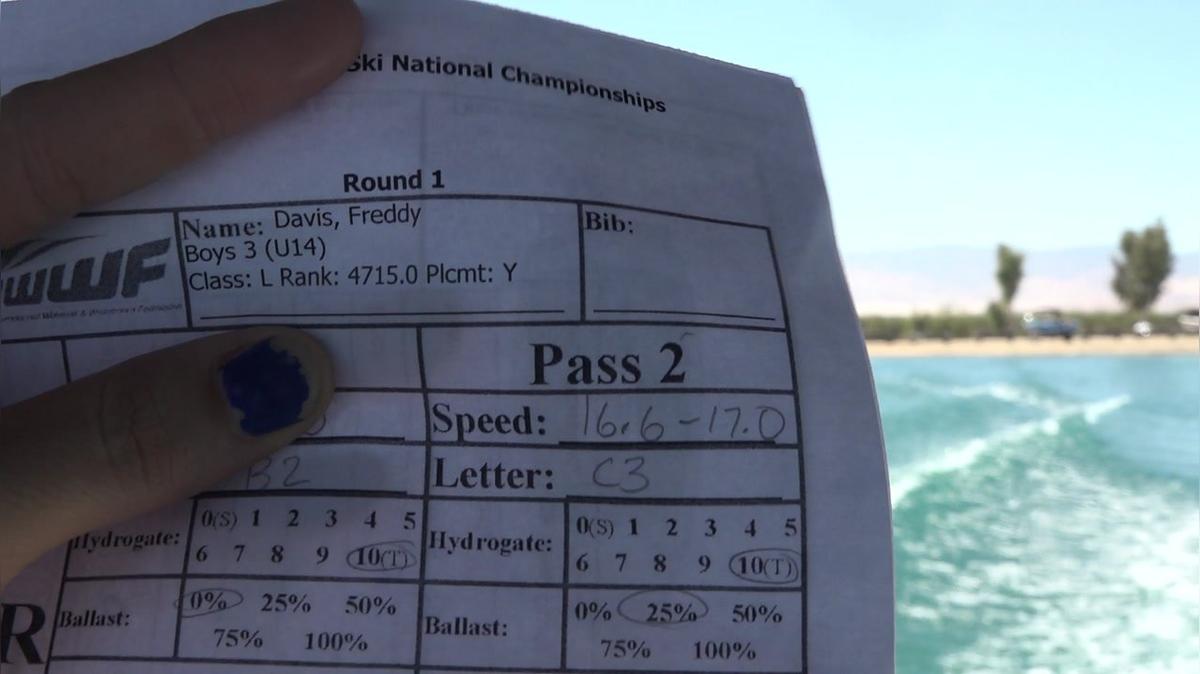 Ski National Championships
Round 1
WWF
Name: Davis, Freddy
Bib:
Boys 3 (U14)
Class: L Rank: 4715.0 Plcmt: Y
Pass 2
Speed: 16.6-17.0
B2
Letter: C3
Hydrogate:
0(S) 1 2 3 4 5
6 7 8 9 10(T)
Hydrogate:
0(S) 1 2 3 4 5
6 7 8 9 10(T)
R
Ballast:
0% 25% 50%
75% 100%
Ballast:
0% 25% 50%
75% 100%